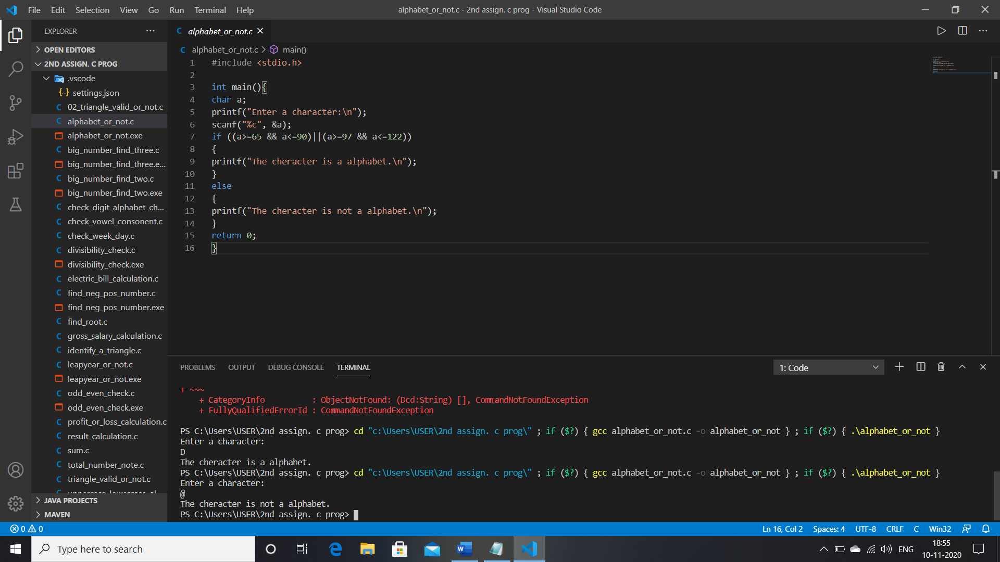 File Edit Selection View Go Run Terminal Help
alphabet_or_not.c - 2nd assign. c prog - Visual Studio Code
EXPLORER
OPEN EDITORS
2ND ASSIGN. C PROG
.vscode
{..} settings.json
C 02_triangle_valid_or_not.c
C alphabet_or_not.c
alphabet_or_not.exe
C big_number_find_three.c
big_number_find_three.e...
C big_number_find_two.c
big_number_find_two.exe
C check_digit_alphabet_ch...
C check_vowel_consonent.c
C check_week_day.c
C divisibility_check.c
divisibility_check.exe
C electric_bill_calculation.c
C find_neg_pos_number.c
find_neg_pos_number.exe
C find_root.c
C gross_salary_calculation.c
C identify_a_triangle.c
C leapyear_or_not.c
leapyear_or_not.exe
C odd_even_check.c
odd_even_check.exe
C profit_or_loss_calculation.c
C result_calculation.c
C sum.c
C total_number_note.c
C triangle_valid_or_not.c
JAVA PROJECTS
MAVEN
C alphabet_or_not.c
C alphabet_or_not.c > main()
1 #include <stdio.h>
2
3 int main(){
4 char a;
5 printf("Enter a character:\n");
6 scanf("%c", &a);
7 if ((a>=65 && a<=90)||(a>=97 && a<=122))
8 {
9 printf("The cheracter is a alphabet.\n");
10 }
11 else
12 {
13 printf("The cheracter is not a alphabet.\n");
14 }
15 return 0;
16 }
PROBLEMS OUTPUT DEBUG CONSOLE TERMINAL
1: Code
+ ~~~
+ CategoryInfo : ObjectNotFound: (Dcd:String) [], CommandNotFoundException
+ FullyQualifiedErrorId : CommandNotFoundException
PS C:\Users\USER\2nd assign. c prog> cd "c:\Users\USER\2nd assign. c prog\" ; if ($?) { gcc alphabet_or_not.c -o alphabet_or_not } ; if ($?) { .\alphabet_or_not }
Enter a character:
D
The cheracter is a alphabet.
PS C:\Users\USER\2nd assign. c prog> cd "c:\Users\USER\2nd assign. c prog\" ; if ($?) { gcc alphabet_or_not.c -o alphabet_or_not } ; if ($?) { .\alphabet_or_not }
Enter a character:
@
The cheracter is not a alphabet.
PS C:\Users\USER\2nd assign. c prog>
0 0
Ln 16, Col 2 Spaces: 4 UTF-8 CRLF C Win32
Type here to search
ENG
18:55
10-11-2020